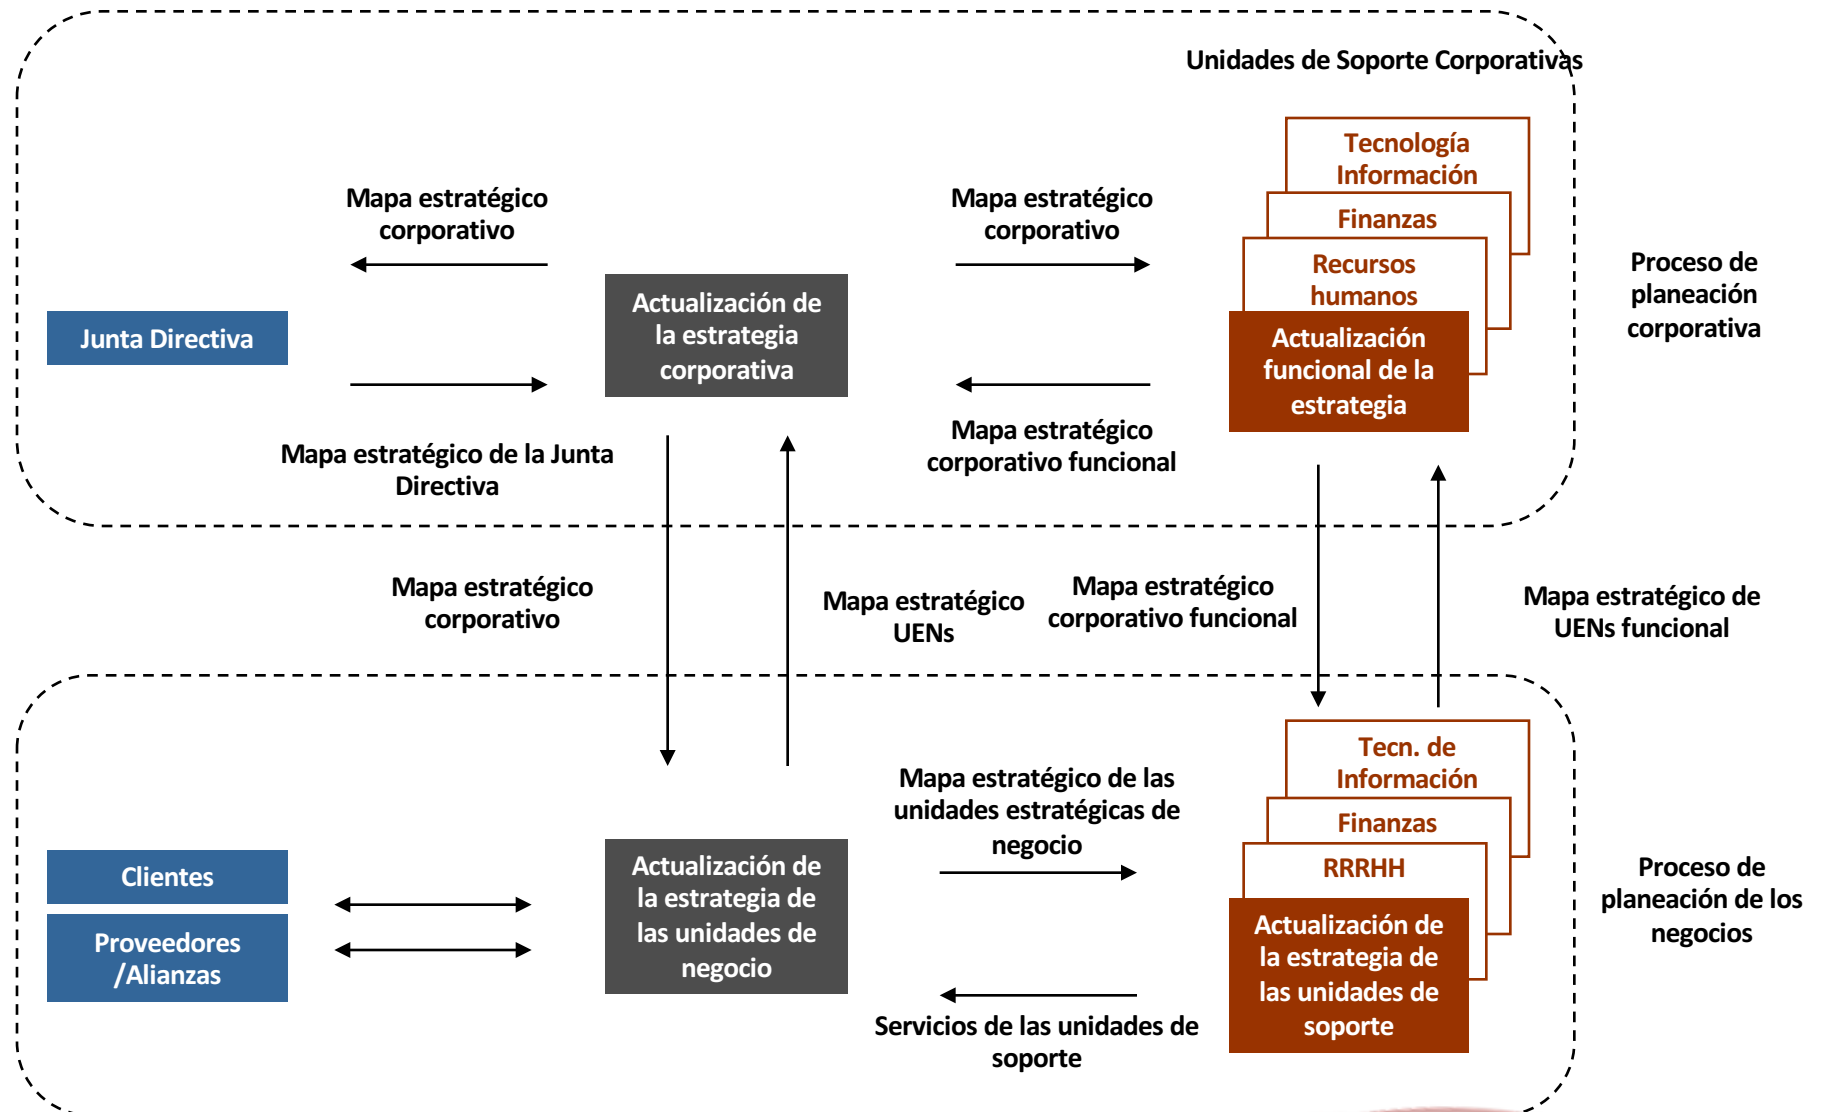 Unidades de Soporte Corporativas
Tecnología
Información
Finanzas
Recursos
humanos
Actualización
funcional de la
estrategia
Mapa estratégico
corporativo
Mapa estratégico
corporativo
Junta Directiva
Actualización de
la estrategia
corporativa
Proceso de
planeación
corporativa
Mapa estratégico de la Junta
Directiva
Mapa estratégico
corporativo funcional
Mapa estratégico
corporativo
Mapa estratégico
UENs
Mapa estratégico
corporativo funcional
Mapa estratégico de
UENs funcional
Tecn. de
Información
Finanzas
RRRHH
Actualización de
la estrategia de
las unidades de
soporte
Mapa estratégico de las
unidades estratégicas de
negocio
Clientes
Proveedores
/Alianzas
Actualización de
la estrategia de
las unidades de
negocio
Proceso de
planeación de los
negocios
Servicios de las unidades de
soporte